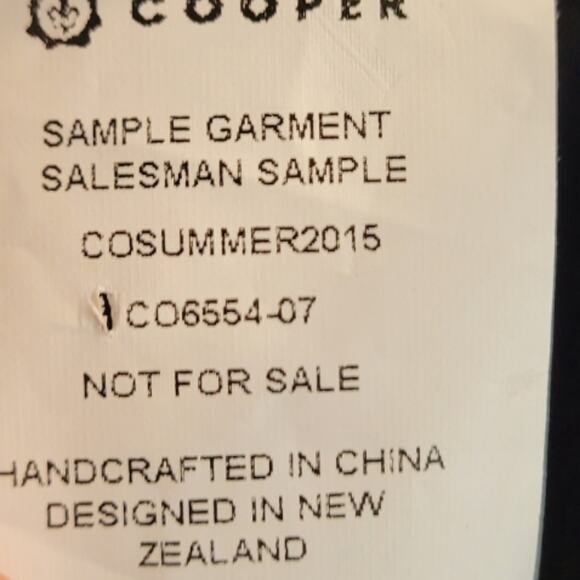 COOPER
SAMPLE GARMENT
SALESMAN SAMPLE
COSUMMER2015
CO6554-07
NOT FOR SALE
HANDCRAFTED IN CHINA
DESIGNED IN NEW
ZEALAND